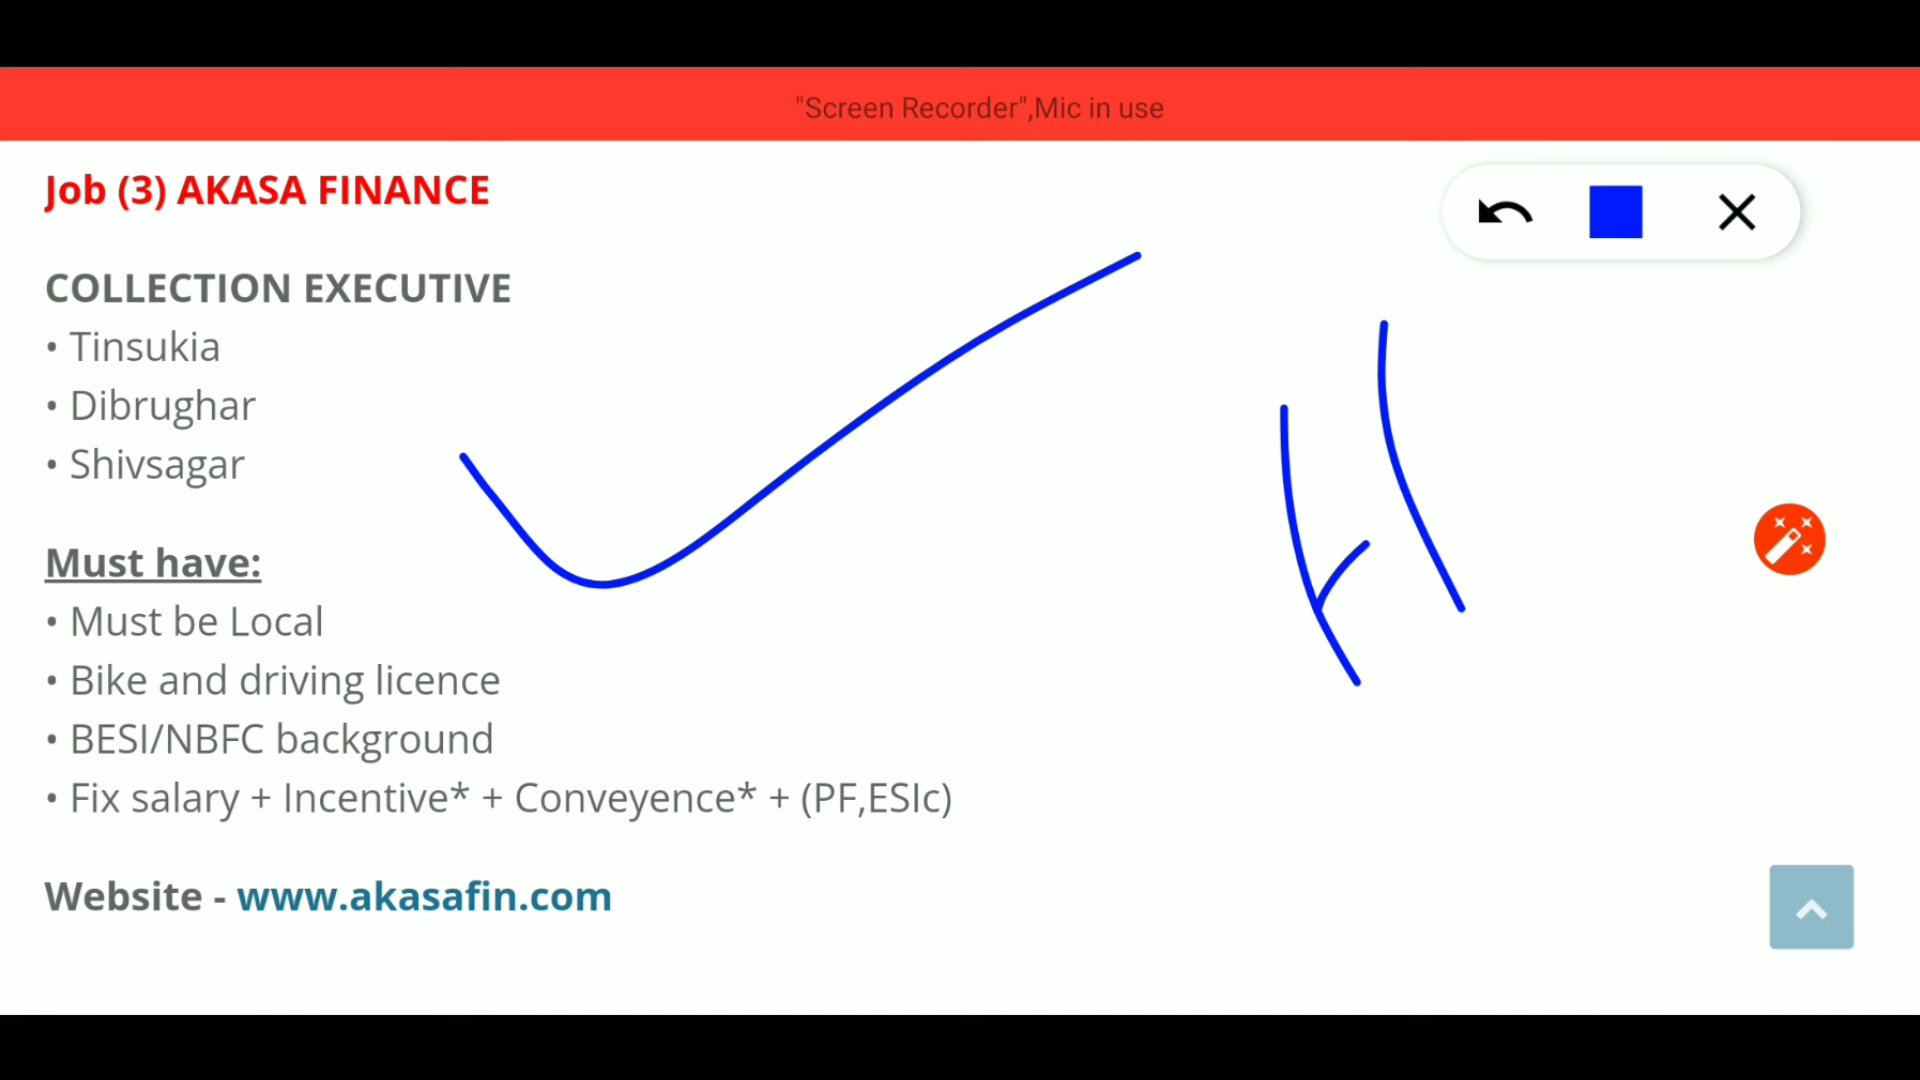 "Screen Recorder",Mic in use
Job (3) AKASA FINANCE
COLLECTION EXECUTIVE
• Tinsukia
• Dibrughar
• Shivsagar
Must have:
• Must be Local
• Bike and driving licence
• BESI/NBFC background
• Fix salary + Incentive* + Conveyence* + (PF,ESIc)
Website - www.akasafin.com